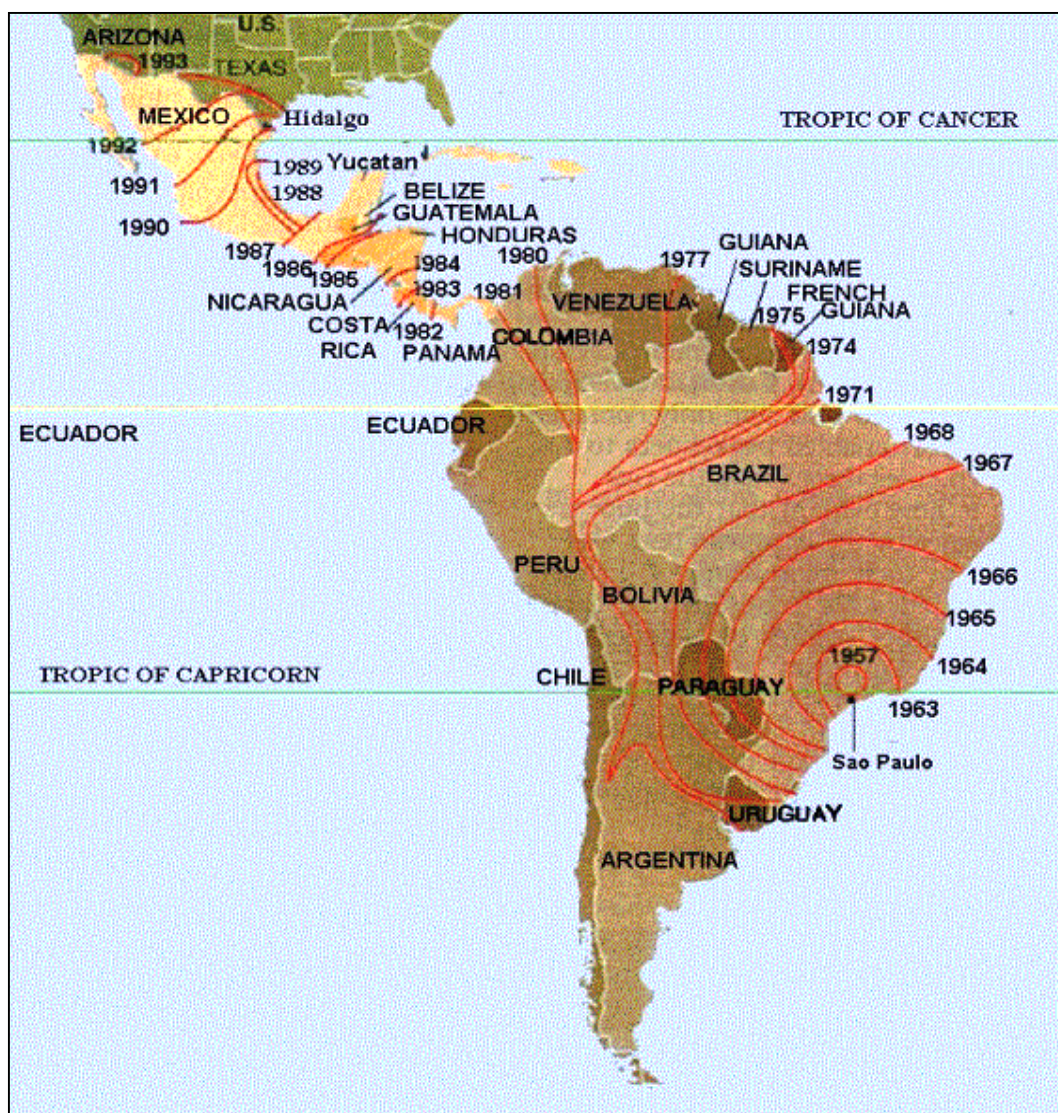 U.S.
ARIZONA
1993
TEXAS
MEXICO
Hidalgo
TROPIC OF CANCER
1992
1989
Yucatan
1991
1988
BELIZE
GUATEMALA
1990
HONDURAS
1987
GUIANA
1986
1980
1977
1985
1984
SURINAME
NICARAGUA
1983
1981
VENEZUELA
FRENCH
GUIANA
1975
COSTA
RICA
1982
PANAMA
COLOMBIA
1974
1971
ECUADOR
ECUADOR
1968
BRAZIL
1967
PERU
1966
BOLIVIA
1965
1957
1964
TROPIC OF CAPRICORN
CHILE
PARAGUAY
1963
Sao Paulo
URUGUAY
ARGENTINA